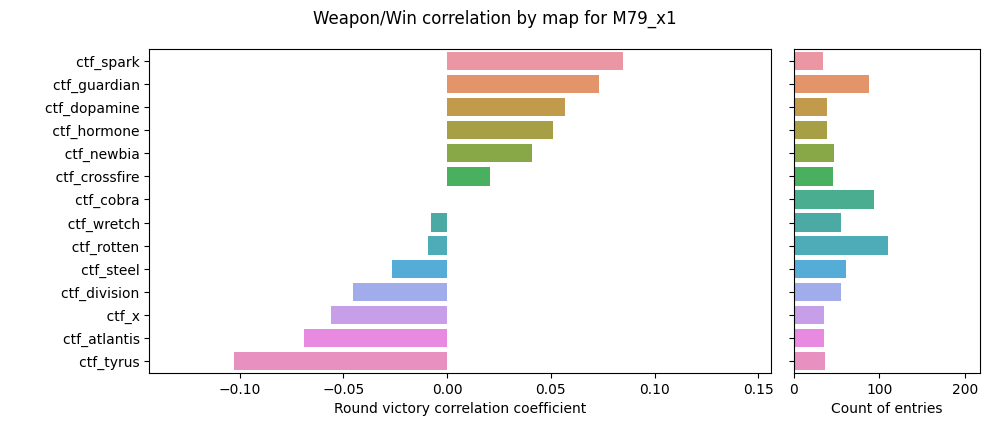 Weapon/Win correlation by map for M79_x1
ctf_spark
ctf_guardian
ctf_dopamine
ctf_hormone
ctf_newbia
ctf_crossfire
ctf_cobra
ctf_wretch
ctf_rotten
ctf_steel
ctf_division
ctf_x
ctf_atlantis
ctf_tyrus
−0.10 −0.05 0.00 0.05 0.10 0.15
Round victory correlation coefficient
0 100 200
Count of entries